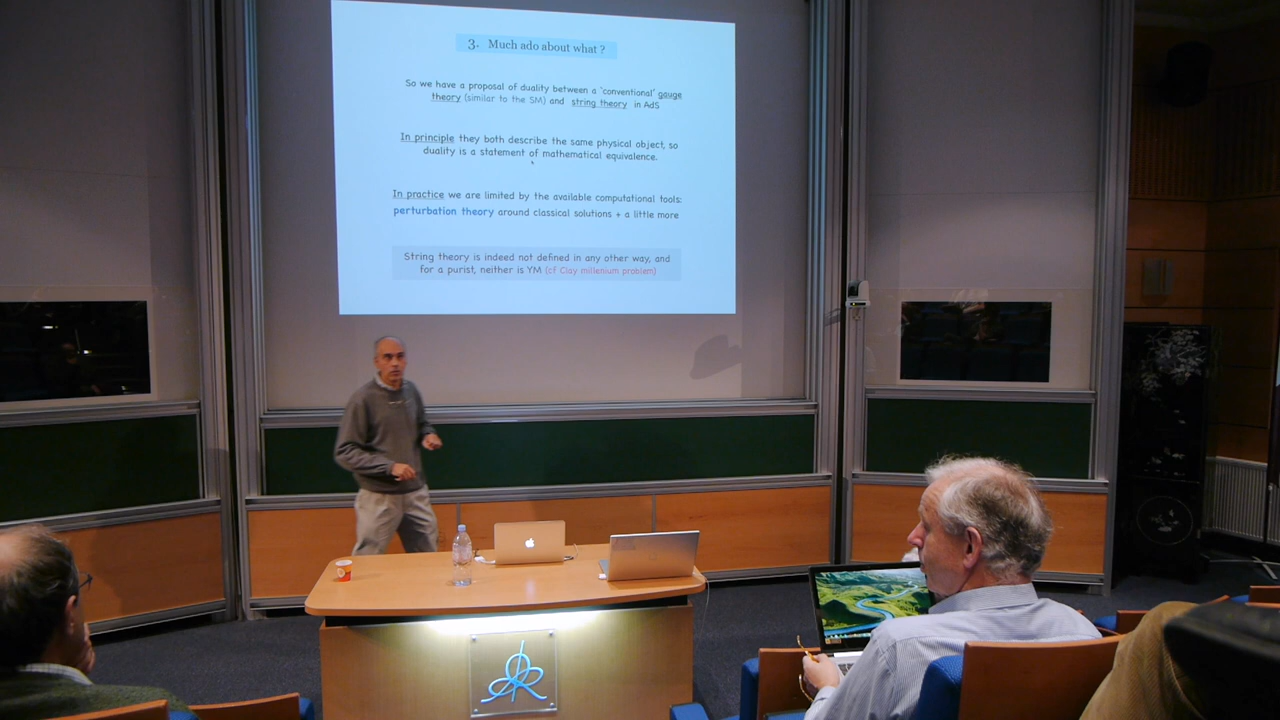 3. Much ado about what ?
So we have a proposal of duality between a 'conventional' gauge
theory (similar to the SM) and string theory in AdS
In principle they both describe the same physical object, so
duality is a statement of mathematical equivalence.
In practice we are limited by the available computational tools:
perturbation theory around classical solutions + a little more
String theory is indeed not defined in any other way, and
for a purist, neither is YM (cf Clay millenium problem)